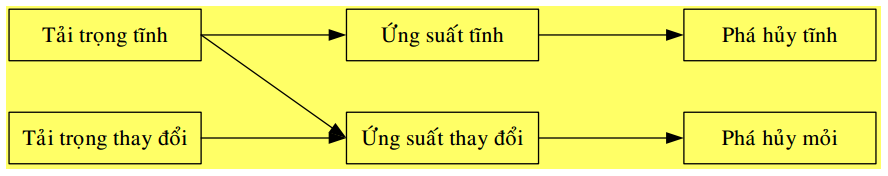 Tải trọng tĩnh
Ứng suất tĩnh
Phá hủy tĩnh
Tải trọng thay đổi
Ứng suất thay đổi
Phá hủy mỏi